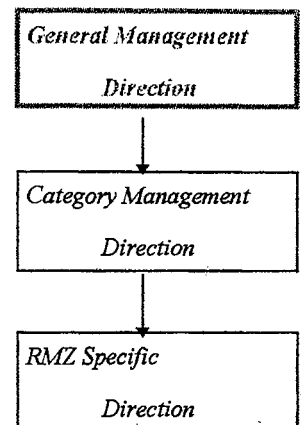 General Management
Direction
Category Management
Direction
RMZ Specific
Direction